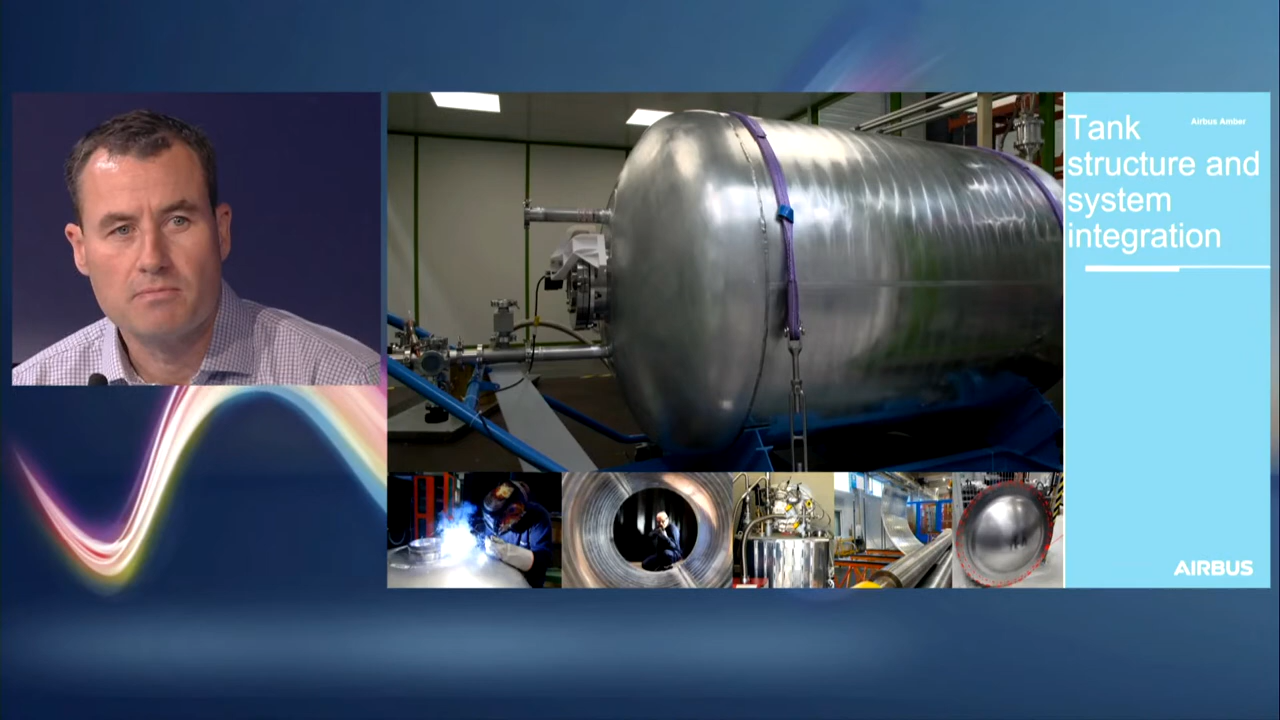 Airbus Amber
Tank
structure and
system
integration
AIRBUS